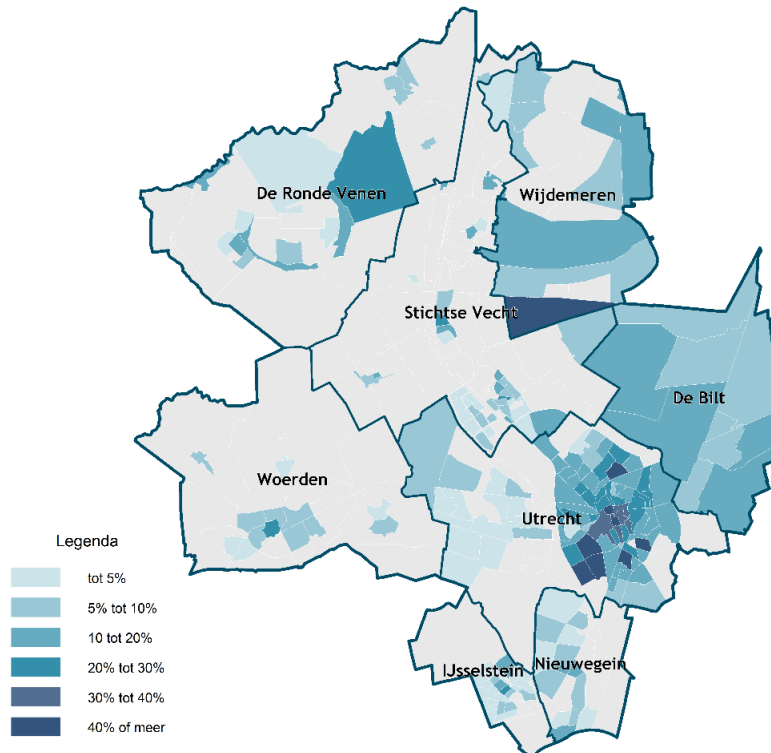 De Ronde Venen
Wijdemeren
Stichtse Vecht
De Bilt
Woerden
Utrecht
IJsselstein
Nieuwegein
Legenda
tot 5%
5% tot 10%
10 tot 20%
20% tot 30%
30% tot 40%
40% of meer